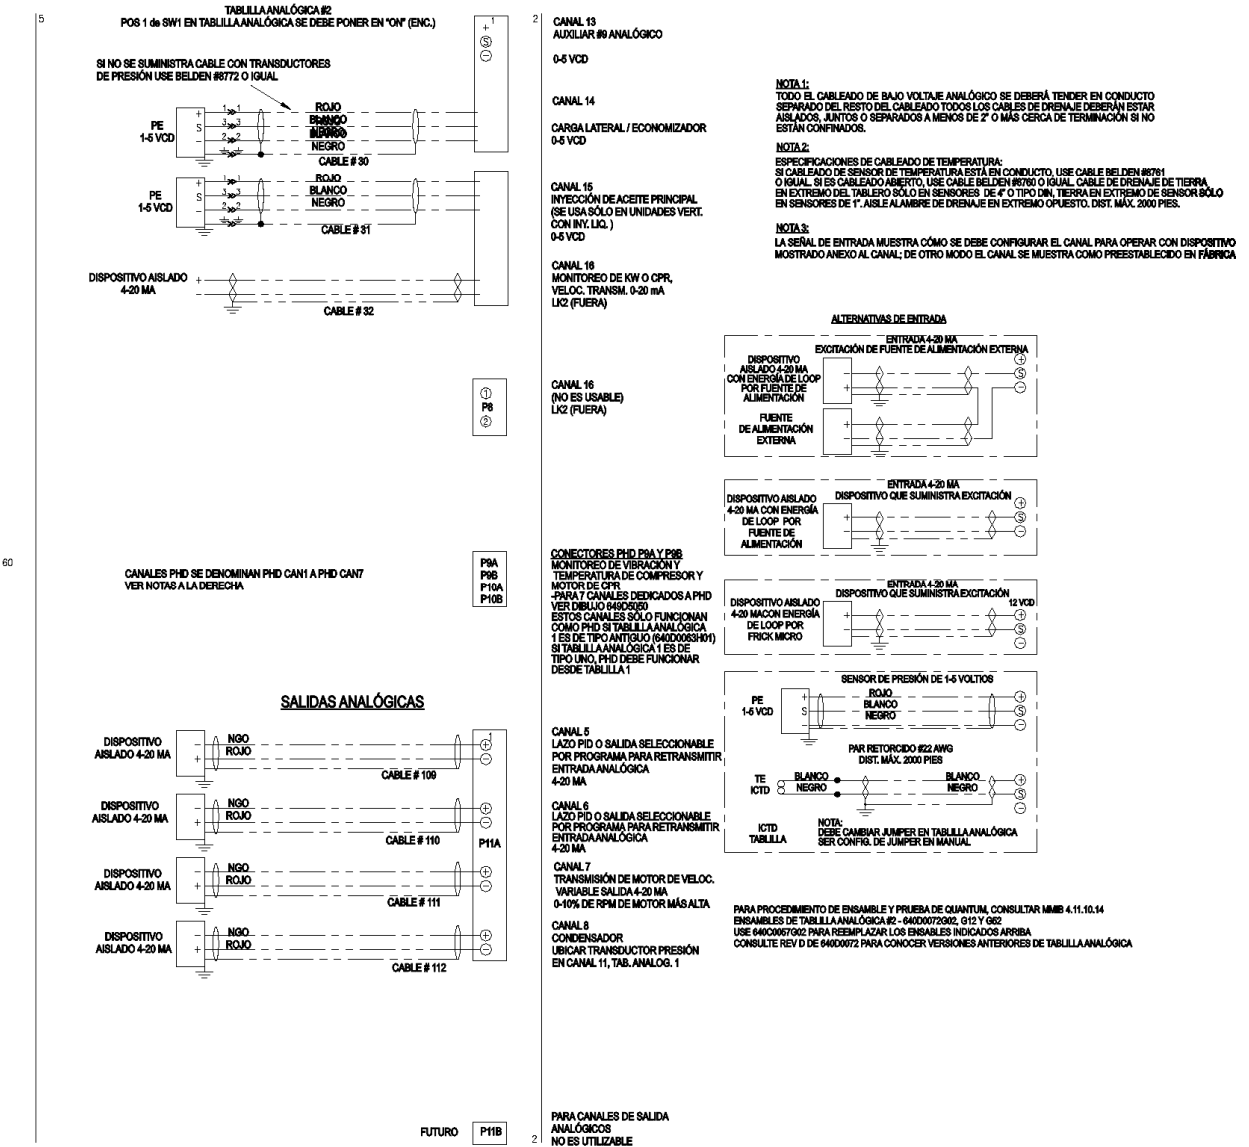 5
TABLILLA ANALÓGICA #2
POS 1 de SW1 EN TABLILLA ANALÓGICA SE DEBE PONER EN "ON" (ENC.)
1
+
S
−
SI NO SE SUMINISTRA CABLE CON TRANSDUCTORES
DE PRESIÓN USE BELDEN #8772 O IGUAL
PE
1-5 VCD
+
S
−
1 1
3 3
2 2
ROJO
BLANCO
NEGRO
CABLE # 30
PE
1-5 VCD
+
S
−
1 1
3 3
2 2
ROJO
BLANCO
NEGRO
CABLE # 31
DISPOSITIVO AISLADO
4-20 MA
+
−
CABLE # 32
1
P8
2
60
CANALES PHD SE DENOMINAN PHD CAN1 A PHD CAN7
VER NOTAS A LA DERECHA
P9A
P9B
P10A
P10B
SALIDAS ANALÓGICAS
DISPOSITIVO
AISLADO 4-20 MA
−
+
NGO
ROJO
CABLE # 109
1
+
−
DISPOSITIVO
AISLADO 4-20 MA
−
+
NGO
ROJO
CABLE # 110
+
−
P11A
DISPOSITIVO
AISLADO 4-20 MA
−
+
NGO
ROJO
CABLE # 111
+
−
DISPOSITIVO
AISLADO 4-20 MA
−
+
NGO
ROJO
CABLE # 112
+
−
FUTURO
P11B
2
CANAL 13
AUXILIAR #9 ANALÓGICO
0-5 VCD
CANAL 14
CARGA LATERAL / ECONOMIZADOR
0-5 VCD
CANAL 15
INYECCIÓN DE ACEITE PRINCIPAL
(SE USA SÓLO EN UNIDADES VERT.
CON INY. LIQ. )
0-5 VCD
CANAL 16
MONITOREO DE KW O CPR,
VELOC. TRANSM. 0-20 mA
LK2 (FUERA)
CANAL 16
(NO ES USABLE)
LK2 (FUERA)
CONECTORES PHD P9A Y P9B
MONITOREO DE VIBRACIÓN Y
TEMPERATURA DE COMPRESOR Y
MOTOR DE CPR
-PARA 7 CANALES DEDICADOS A PHD
VER DIBUJO 649D5050
ESTOS CANALES SÓLO FUNCIONAN
COMO PHD SI TABLILLA ANALÓGICA
1 ES DE TIPO ANTIGUO (640D0063H01)
SI TABLILLA ANALÓGICA 1 ES DE
TIPO UNO, PHD DEBE FUNCIONAR
DESDE TABLILLA 1
CANAL 5
LAZO PID O SALIDA SELECCIONABLE
POR PROGRAMA PARA RETRANSMITIR
ENTRADA ANALÓGICA
4-20 MA
CANAL 6
LAZO PID O SALIDA SELECCIONABLE
POR PROGRAMA PARA RETRANSMITIR
ENTRADA ANALÓGICA
4-20 MA
CANAL 7
TRANSMISIÓN DE MOTOR DE VELOC.
VARIABLE SALIDA 4-20 MA
0-10% DE RPM DE MOTOR MÁS ALTA
CANAL 8
CONDENSADOR
UBICAR TRANSDUCTOR PRESIÓN
EN CANAL 11, TAB. ANALOG. 1
PARA CANALES DE SALIDA
ANALÓGICOS
NO ES UTILIZABLE
2
NOTA 1:
TODO EL CABLEADO DE BAJO VOLTAJE ANALÓGICO SE DEBERÁ TENDER EN CONDUCTO
SEPARADO DEL RESTO DEL CABLEADO TODOS LOS CABLES DE DRENAJE DEBERÁN ESTAR
AISLADOS, JUNTOS O SEPARADOS A MENOS DE 2" O MÁS CERCA DE TERMINACIÓN SI NO
ESTÁN CONFINADOS.
NOTA 2:
ESPECIFICACIONES DE CABLEADO DE TEMPERATURA:
SI CABLEADO DE SENSOR DE TEMPERATURA ESTÁ EN CONDUCTO, USE CABLE BELDEN #8761
O IGUAL. SI ES CABLEADO ABIERTO, USE CABLE BELDEN #8760 O IGUAL. CABLE DE DRENAJE DE TIERRA,
EN EXTREMO DEL TABLERO SÓLO EN SENSORES DE 4" O TIPO DIN, TIERRA EN EXTREMO DE SENSOR SÓLO
EN SENSORES DE 1". AISLE ALAMBRE DE DRENAJE EN EXTREMO OPUESTO. DIST. MÁX. 2000 PIES.
NOTA 3:
LA SEÑAL DE ENTRADA MUESTRA CÓMO SE DEBE CONFIGURAR EL CANAL PARA OPERAR CON DISPOSITIVO
MOSTRADO ANEXO AL CANAL; DE OTRO MODO EL CANAL SE MUESTRA COMO PREESTABLECIDO EN FÁBRICA
ALTERNATIVAS DE ENTRADA
ENTRADA 4-20 MA
EXCITACIÓN DE FUENTE DE ALIMENTACIÓN EXTERNA
DISPOSITIVO
AISLADO 4-20 MA
CON ENERGÍA DE LOOP
POR FUENTE DE
ALIMENTACIÓN
−
+
+
S
−
FUENTE
DE ALIMENTACIÓN
EXTERNA
+
−
ENTRADA 4-20 MA
DISPOSITIVO QUE SUMINISTRA EXCITACIÓN
DISPOSITIVO AISLADO
4-20 MA CON ENERGÍA
DE LOOP POR
FUENTE DE
ALIMENTACIÓN
+
−
+
S
−
ENTRADA 4-20 MA
DISPOSITIVO QUE SUMINISTRA EXCITACIÓN
DISPOSITIVO AISLADO
4-20 MACON ENERGÍA
DE LOOP POR
FRICK MICRO
12 VCD
+
−
+
S
−
SENSOR DE PRESIÓN DE 1-5 VOLTIOS
PE
1-5 VCD
+
S
−
ROJO
BLANCO
NEGRO
+
S
−
PAR RETORCIDO #22 AWG
DIST. MÁX. 2000 PIES
TE
ICTD
BLANCO
NEGRO
BLANCO
NEGRO
+
S
−
ICTD
TABLILLA
NOTA:
DEBE CAMBIAR JUMPER EN TABLILLA ANALÓGICA
SER CONFIG. DE JUMPER EN MANUAL
PARA PROCEDIMIENTO DE ENSAMBLE Y PRUEBA DE QUANTUM, CONSULTAR MMIB 4.11.10.14
ENSAMBLES DE TABLILLA ANALÓGICA #2 - 640D0072G02, G12 Y G52
USE 640C0057G02 PARA REEMPLAZAR LOS ENSABLES INDICADOS ARRIBA
CONSULTE REV D DE 640D0072 PARA CONOCER VERSIONES ANTERIORES DE TABLILLA ANALÓGICA